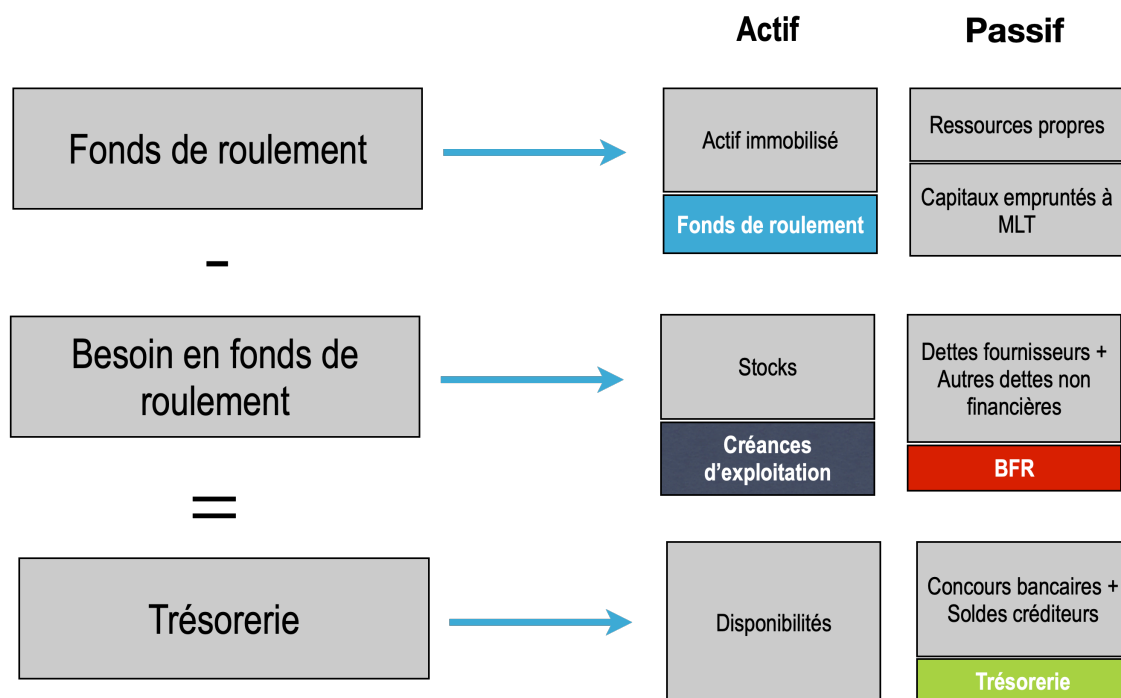 Actif
Passif
Fonds de roulement
Actif immobilisé
Fonds de roulement
Ressources propres
Capitaux empruntés à
MLT
-
Besoin en fonds de
roulement
Stocks
Créances
d’exploitation
Dettes fournisseurs +
Autres dettes non
financières
BFR
=
Trésorerie
Disponibilités
Concours bancaires +
Soldes créditeurs
Trésorerie